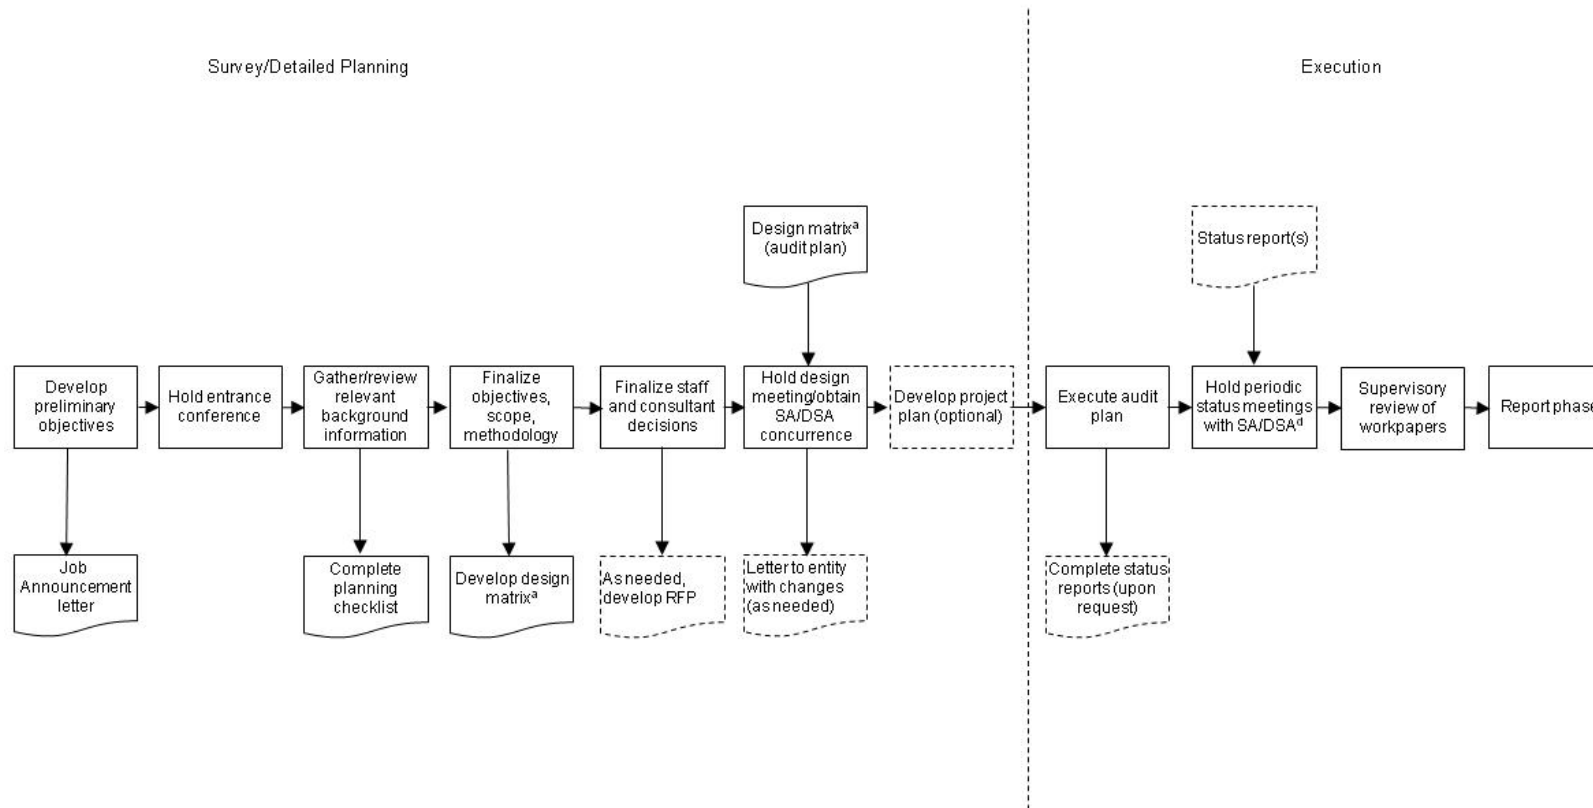 Survey/Detailed Planning
Execution
Design matrixᵃ
(audit plan)
Status report(s)
Develop
preliminary
objectives
Hold entrance
conference
Gather/review
relevant
background
information
Finalize
objectives,
scope,
methodology
Finalize staff
and consultant
decisions
Hold design
meeting/obtain
SA/DSA
concurrence
Develop project
plan (optional)
Execute audit
plan
Hold periodic
status meetings
with SA/DSAᵈ
Supervisory
review of
workpapers
Report phase
Job
Announcement
letter
Complete
planning
checklist
Develop design
matrixᵃ
As needed,
develop RFP
Letter to entity
with changes
(as needed)
Complete status
reports (upon
request)